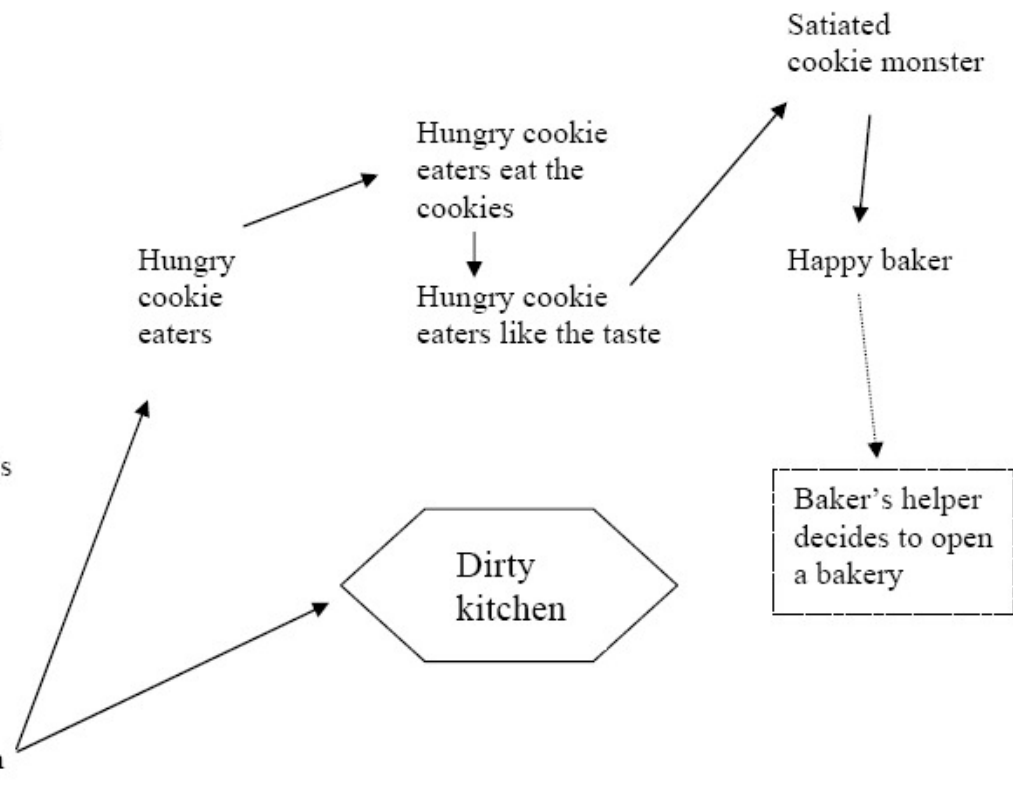 Satiated
cookie monster
Hungry cookie
eaters eat the
cookies
Hungry
cookie
eaters
Happy baker
Hungry cookie
eaters like the taste
s
Baker’s helper
decides to open
a bakery
Dirty
kitchen